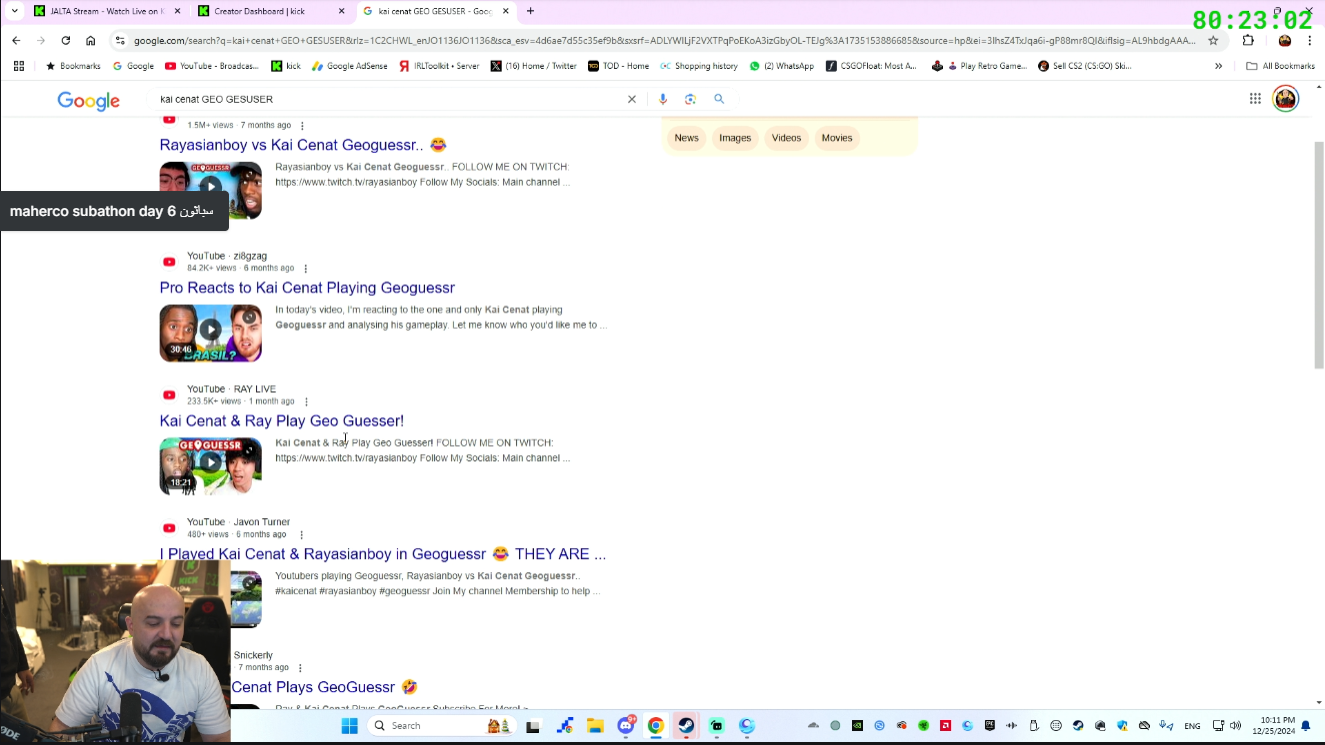 80:23:02
JALTA Stream - Watch Live on K
Creator Dashboard | kick
kai cenat GEO GESUSER - Goog
google.com/search?q=kai+cenat+GEO+GESUSER&rlz=1C2CHWL_enJO1136JO1136&sca_esv=4d6ae7d55c35ef9b&sxsrf=ADLYWILjF2VXTPqPoEKoA3izGbyOL-TEJg%3A1735153886685&source=hp&ei=3lhsZ4TxJqa6i-gP88mr8QI&iflsig=AL9hbdgAAA...
Bookmarks
Google
YouTube - Broadcas...
kick
Google AdSense
IRLToolkit • Server
(16) Home / Twitter
TOD - Home
Shopping history
(2) WhatsApp
CSGOFloat: Most A...
Play Retro Game...
Sell CS2 (CS:GO) Ski...
All Bookmarks
Google
kai cenat GEO GESUSER
1.5M+ views · 7 months ago
Rayasianboy vs Kai Cenat Geoguessr.. 😂
GEOGUESSR
Rayasianboy vs Kai Cenat Geoguessr.. FOLLOW ME ON TWITCH:
https://www.twitch.tv/rayasianboy Follow My Socials: Main channel ...
News
Images
Videos
Movies
maherco subathon day 6 سباثون
YouTube · zi8gzag
84.2K+ views · 6 months ago
Pro Reacts to Kai Cenat Playing Geoguessr
In today's video, I'm reacting to the one and only Kai Cenat playing
Geoguessr and analysing his gameplay. Let me know who you'd like me to ...
30:46
BRASIL?
YouTube · RAY LIVE
233.5K+ views · 1 month ago
Kai Cenat & Ray Play Geo Guesser!
GEOGUESSR
Kai Cenat & Ray Play Geo Guesser! FOLLOW ME ON TWITCH:
https://www.twitch.tv/rayasianboy Follow My Socials: Main channel ...
18:21
YouTube · Javon Turner
480+ views · 6 months ago
I Played Kai Cenat & Rayasianboy in Geoguessr 😂 THEY ARE ...
Youtubers playing Geoguessr, Rayasianboy vs Kai Cenat Geoguessr..
#kaicenat #rayasianboy #geoguessr Join My channel Membership to help ...
Snickerly
7 months ago
Cenat Plays GeoGuessr 🤣
Ray & Kai Cenat Plays GeoGuessr Subscribe For More! >
Search
ENG
10:11 PM
12/25/2024